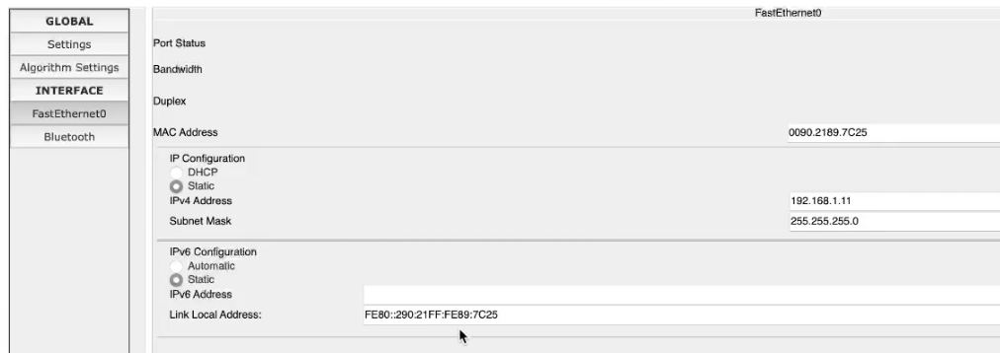 GLOBAL
Settings
Algorithm Settings
INTERFACE
FastEthernet0
Bluetooth
FastEthernet0
Port Status
Bandwidth
Duplex
MAC Address 0090.2189.7C25
IP Configuration
DHCP
Static
IPv4 Address 192.168.1.11
Subnet Mask 255.255.255.0
IPv6 Configuration
Automatic
Static
IPv6 Address
Link Local Address: FE80::290:21FF:FE89:7C25